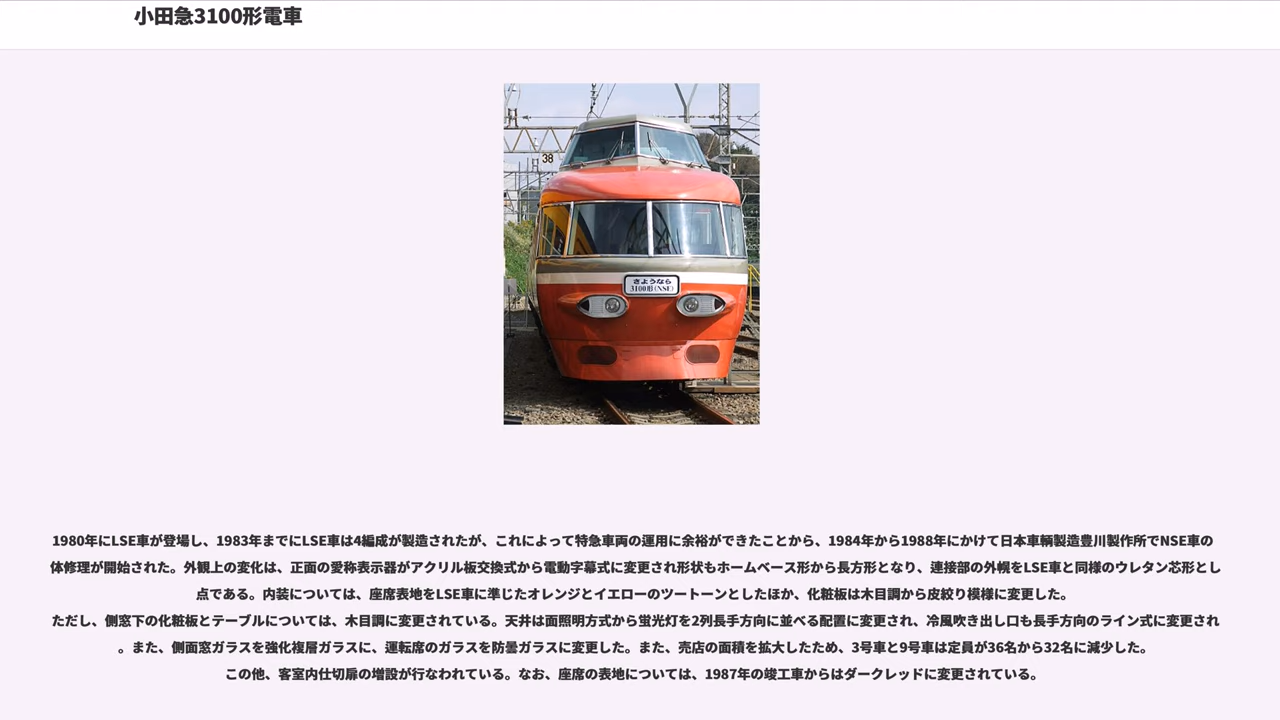 小田急3100形電車
38
さようなら
3100形(NSE)
1980年にLSE車が登場し、1983年までにLSE車は4編成が製造されたが、これによって特急車両の運用に余裕ができたことから、1984年から1988年にかけて日本車輌製造豊川製作所でNSE車の
体修理が開始された。外観上の変化は、正面の愛称表示器がアクリル板交換式から電動字幕式に変更され形状もホームベース形から長方形となり、連接部の外幌をLSE車と同様のウレタン芯形とし
点である。内装については、座席表地をLSE車に準じたオレンジとイエローのツートーンとしたほか、化粧板は木目調から皮絞り模様に変更した。
ただし、側窓下の化粧板とテーブルについては、木目調に変更されている。天井は面照明方式から蛍光灯を2列長手方向に並べる配置に変更され、冷風吹き出し口も長手方向のライン式に変更され
。また、側面窓ガラスを強化複層ガラスに、運転席のガラスを防曇ガラスに変更した。また、売店の面積を拡大したため、3号車と9号車は定員が36名から32名に減少した。
この他、客室内仕切扉の増設が行なわれている。なお、座席の表地については、1987年の竣工車からはダークレッドに変更されている。